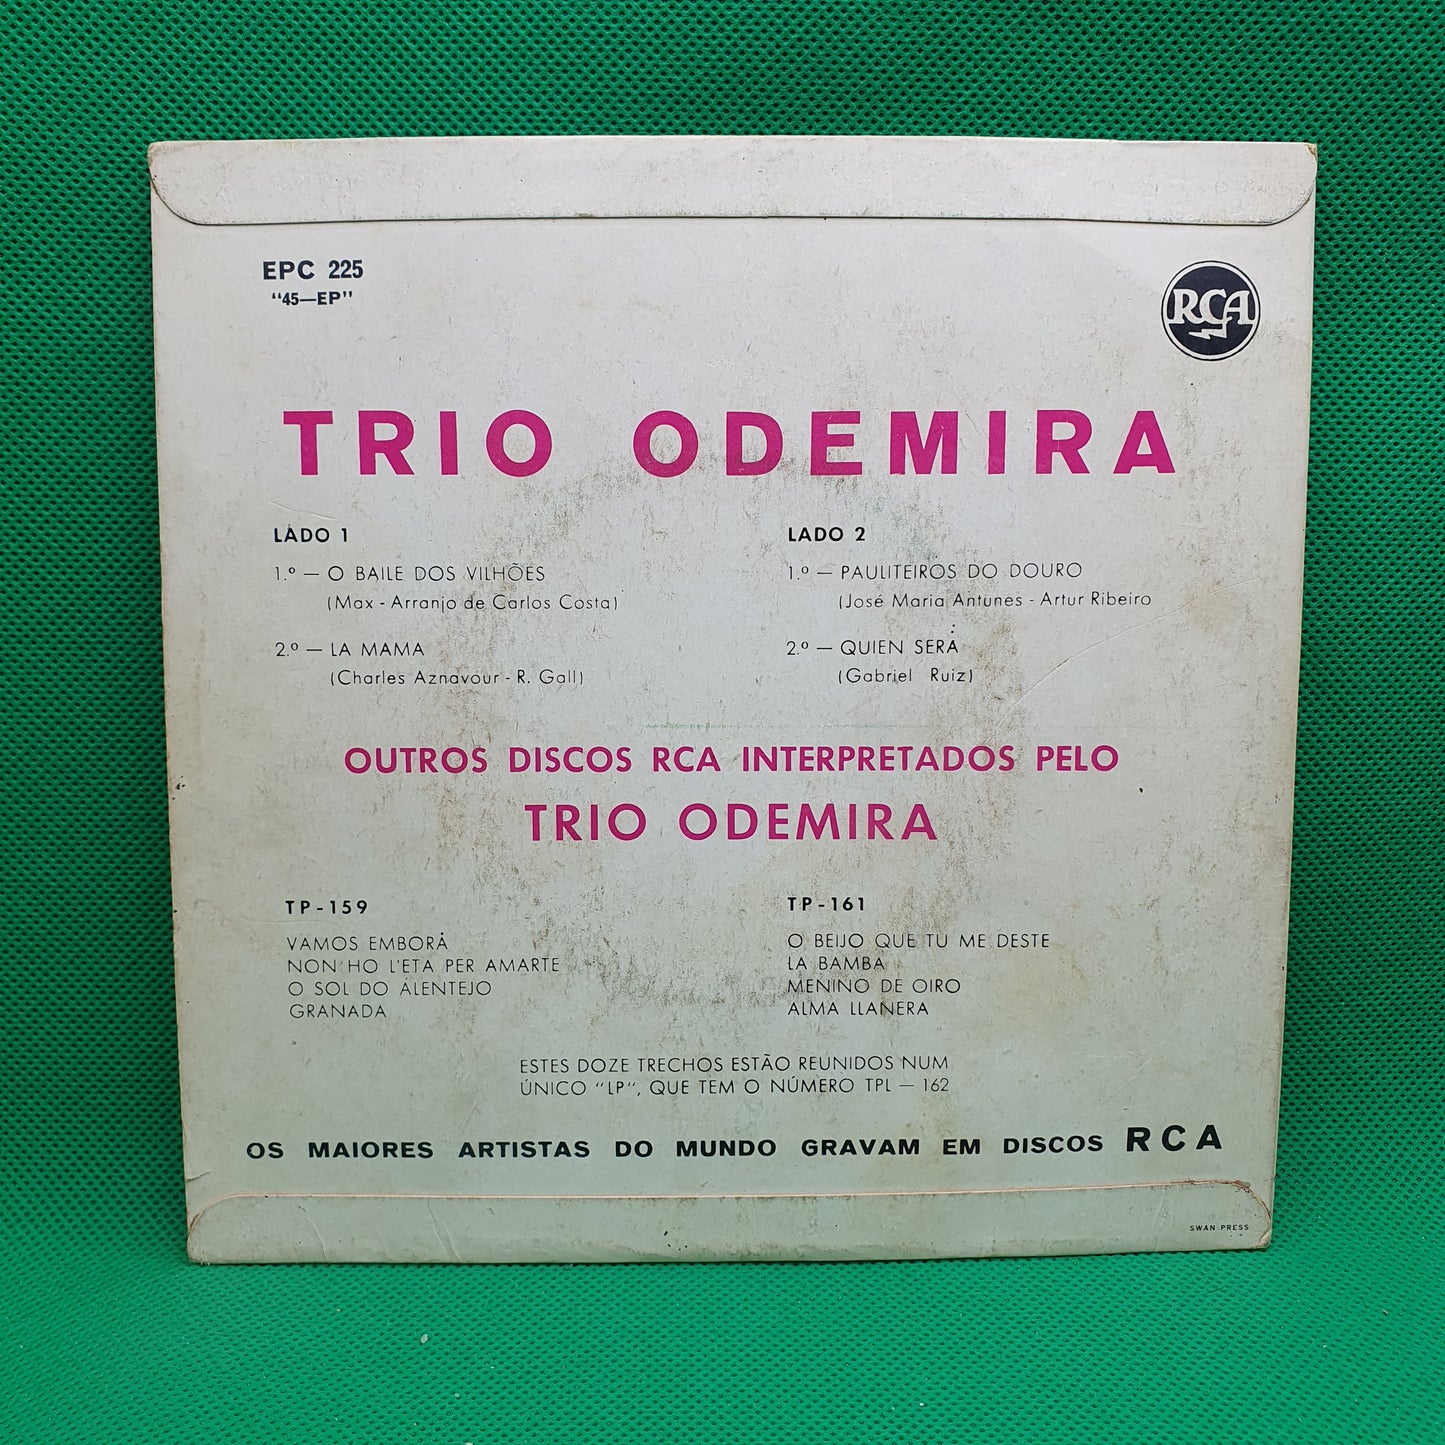 EPC 225
"45—EP"
RCA
TRIO ODEMIRA
LADO 1
1.º — O BAILE DOS VILHÕES
(Max - Arranjo de Carlos Costa)
2.º — LA MAMA
(Charles Aznavour - R. Gall)
LADO 2
1.º — PAULITEIROS DO DOURO
(José Maria Antunes - Artur Ribeiro
2.º — QUIEN SERÁ
(Gabriel Ruiz)
OUTROS DISCOS RCA INTERPRETADOS PELO
TRIO ODEMIRA
TP-159
VAMOS EMBORA
NON HO L'ETA PER AMARTE
O SOL DO ALENTEJO
GRANADA
TP-161
O BEIJO QUE TU ME DESTE
LA BAMBA
MENINO DE OIRO
ALMA LLANERA
ESTES DOZE TRECHOS ESTÃO REUNIDOS NUM
ÚNICO "LP", QUE TEM O NÚMERO TPL — 162
OS MAIORES ARTISTAS DO MUNDO GRAVAM EM DISCOS RCA
SWAN PRESS